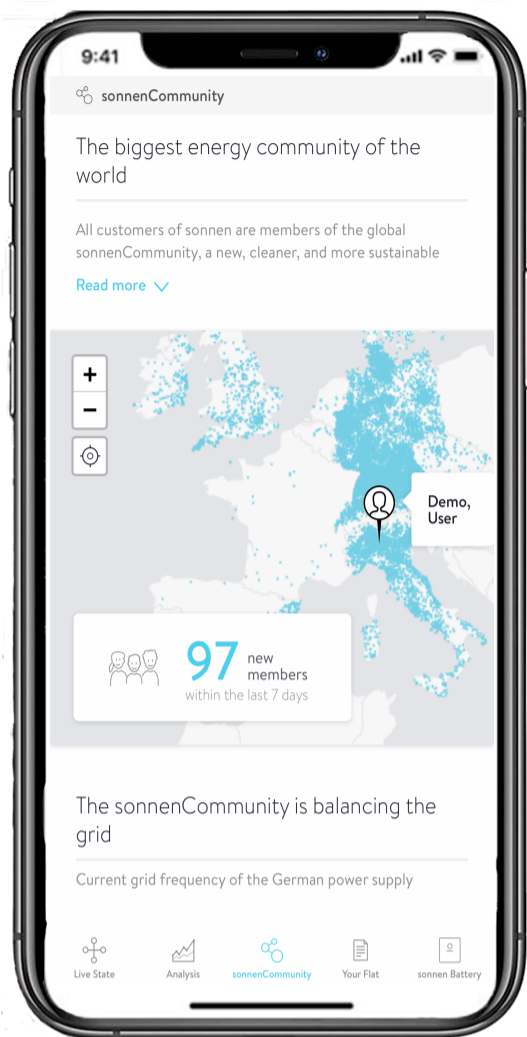 9:41
sonnenCommunity
The biggest energy community of the
world
All customers of sonnen are members of the global
sonnenCommunity, a new, cleaner, and more sustainable
Read more
+
−
Demo,
User
97 new
members
within the last 7 days
The sonnenCommunity is balancing the
grid
Current grid frequency of the German power supply
Live State
Analysis
sonnenCommunity
Your Flat
sonnen Battery